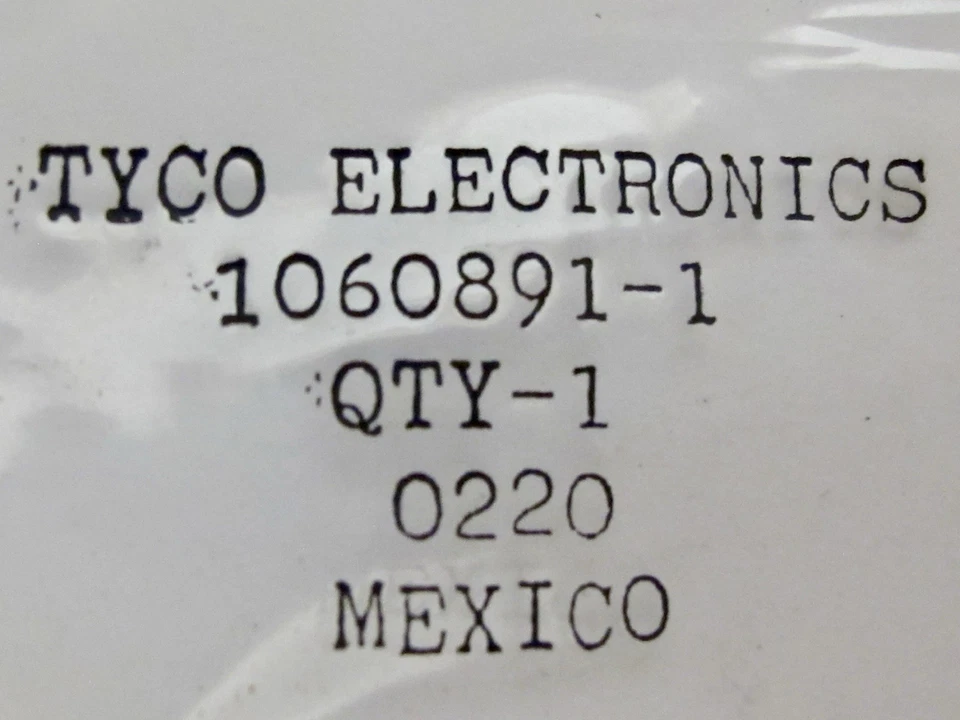 TYCO ELECTRONICS
1060891-1
QTY-1
0220
MEXICO